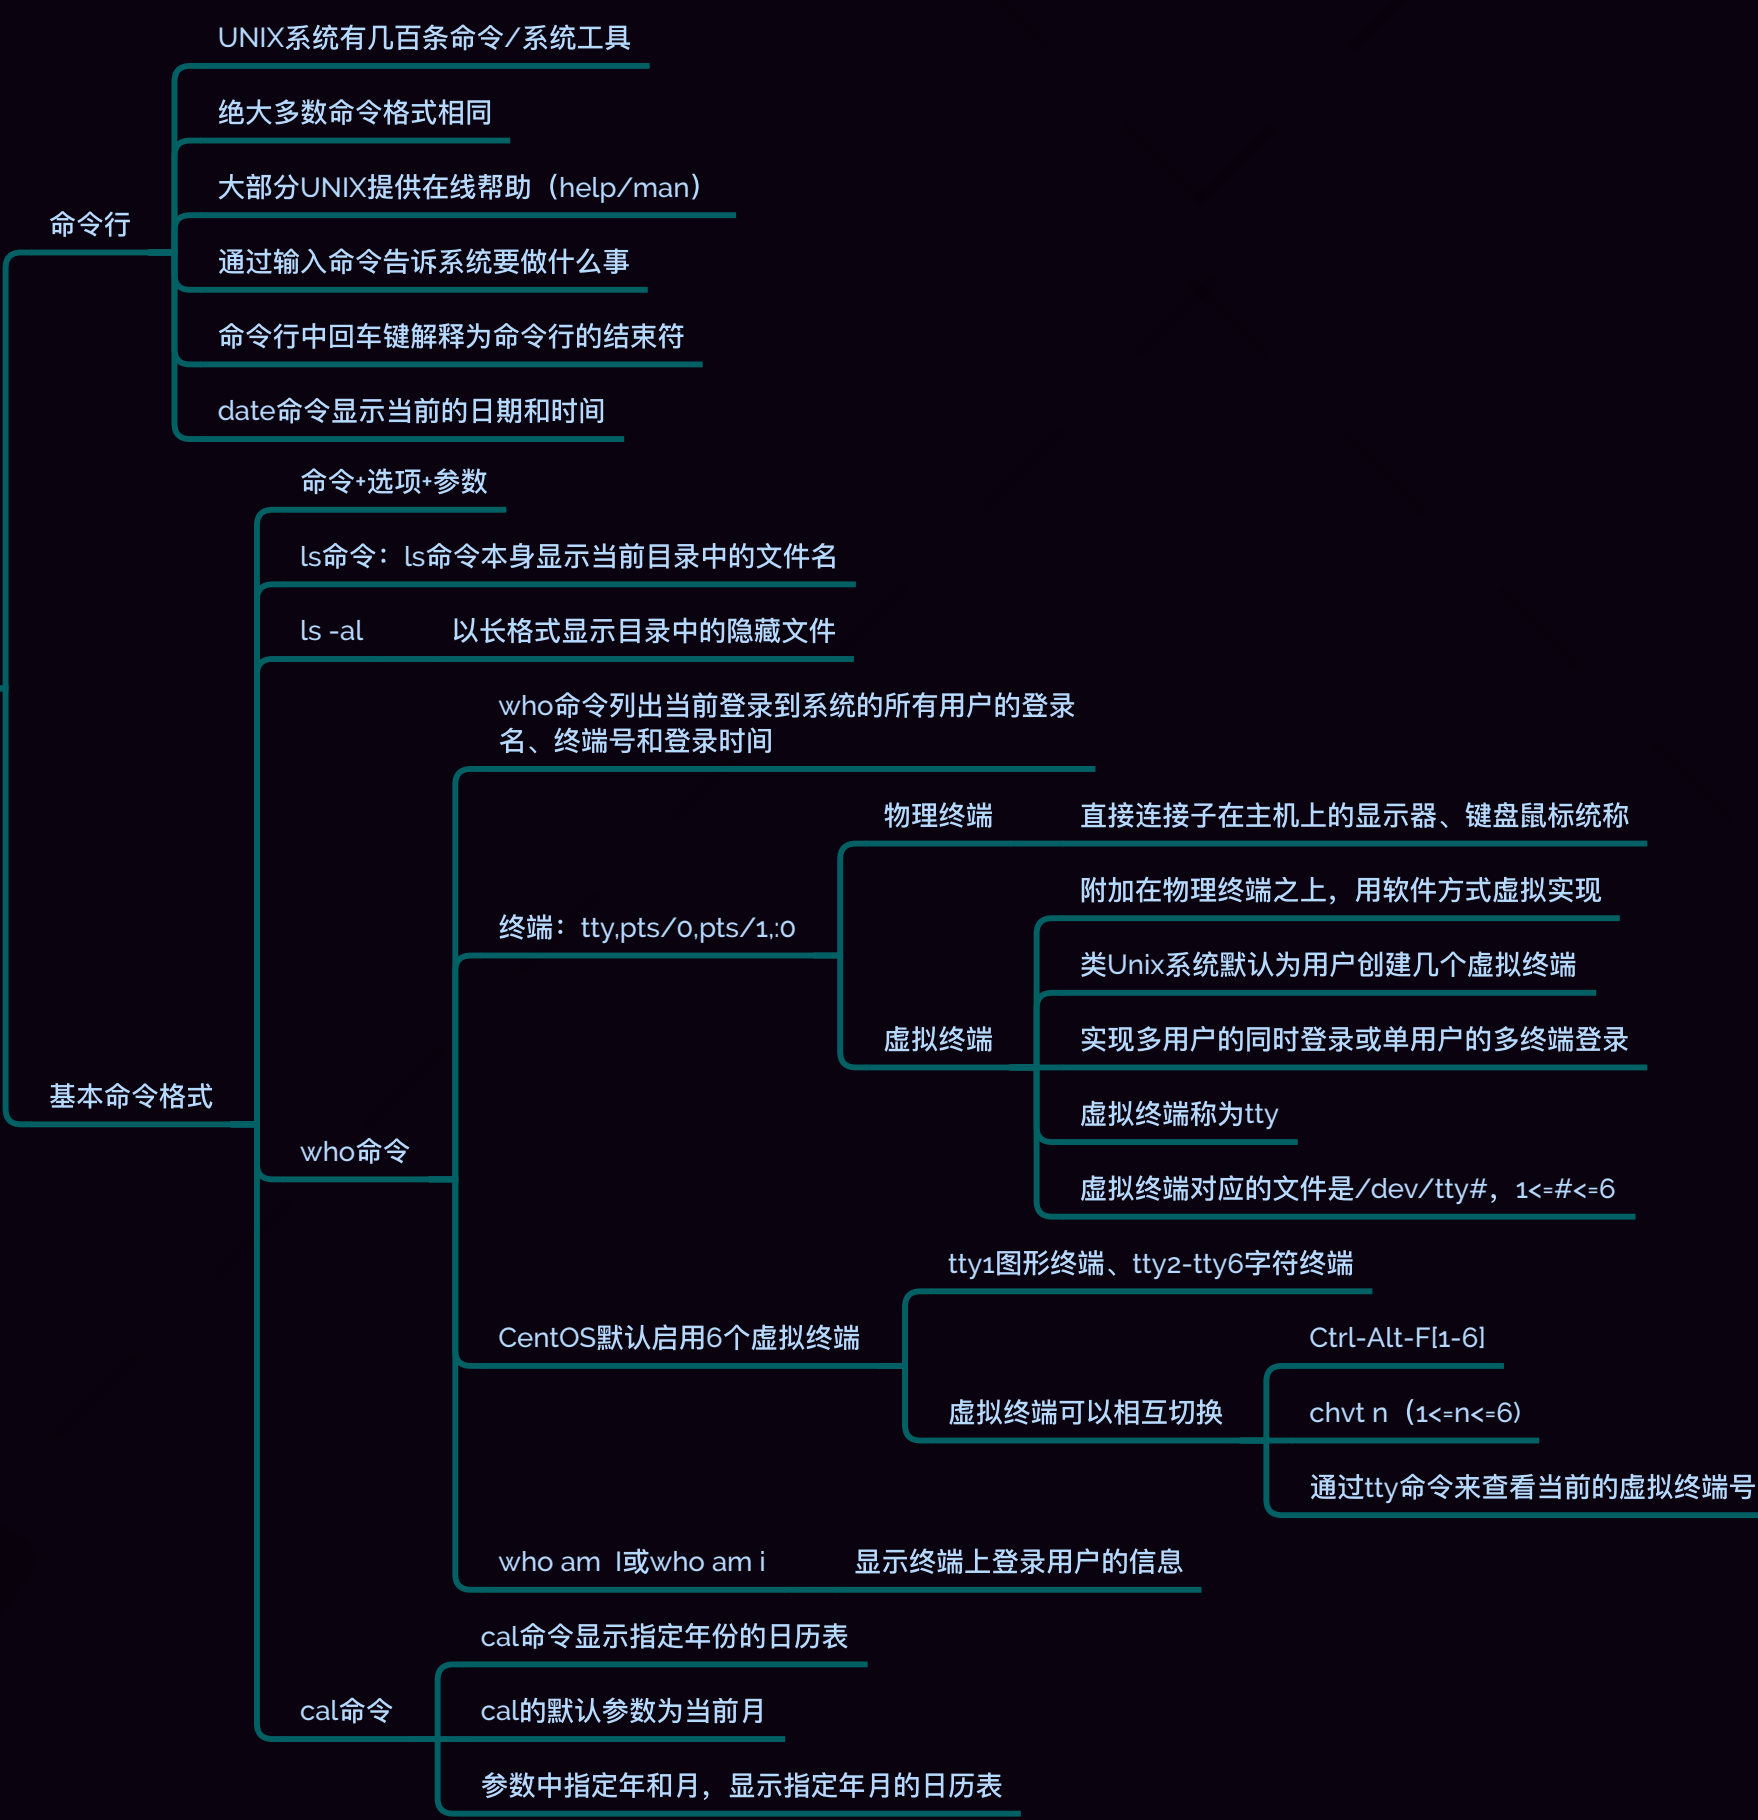 UNIX系统有几百条命令/系统工具
绝大多数命令格式相同
大部分UNIX提供在线帮助（help/man）
命令行
通过输入命令告诉系统要做什么事
命令行中回车键解释为命令行的结束符
date命令显示当前的日期和时间
命令+选项+参数
ls命令：ls命令本身显示当前目录中的文件名
ls -al 以长格式显示目录中的隐藏文件
who命令列出当前登录到系统的所有用户的登录
名、终端号和登录时间
物理终端 直接连接子在主机上的显示器、键盘鼠标统称
附加在物理终端之上，用软件方式虚拟实现
终端：tty,pts/0,pts/1,:0
类Unix系统默认为用户创建几个虚拟终端
虚拟终端 实现多用户的同时登录或单用户的多终端登录
基本命令格式
虚拟终端称为tty
who命令
虚拟终端对应的文件是/dev/tty#，1<=#<=6
tty1图形终端、tty2-tty6字符终端
CentOS默认启用6个虚拟终端
Ctrl-Alt-F[1-6]
虚拟终端可以相互切换
chvt n（1<=n<=6)
通过tty命令来查看当前的虚拟终端号
who am  I或who am i 显示终端上登录用户的信息
cal命令显示指定年份的日历表
cal命令
cal的默认参数为当前月
参数中指定年和月，显示指定年月的日历表